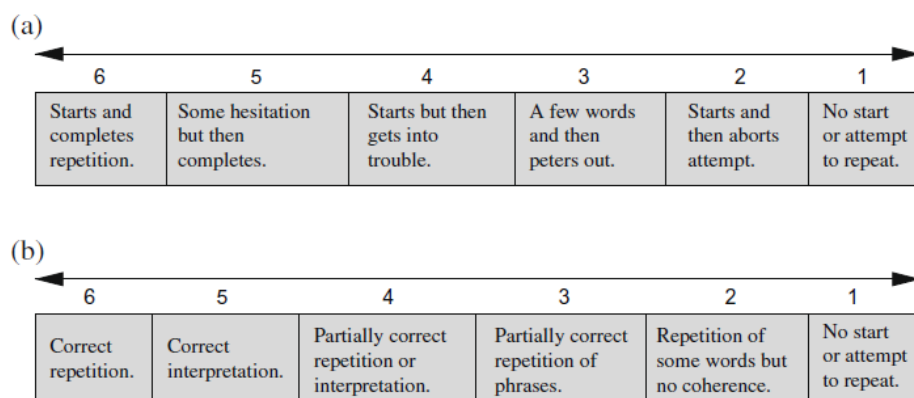 (a)
6 5 4 3 2 1
Starts and completes repetition.
Some hesitation but then completes.
Starts but then gets into trouble.
A few words and then peters out.
Starts and then aborts attempt.
No start or attempt to repeat.
(b)
6 5 4 3 2 1
Correct repetition.
Correct interpretation.
Partially correct repetition or interpretation.
Partially correct repetition of phrases.
Repetition of some words but no coherence.
No start or attempt to repeat.